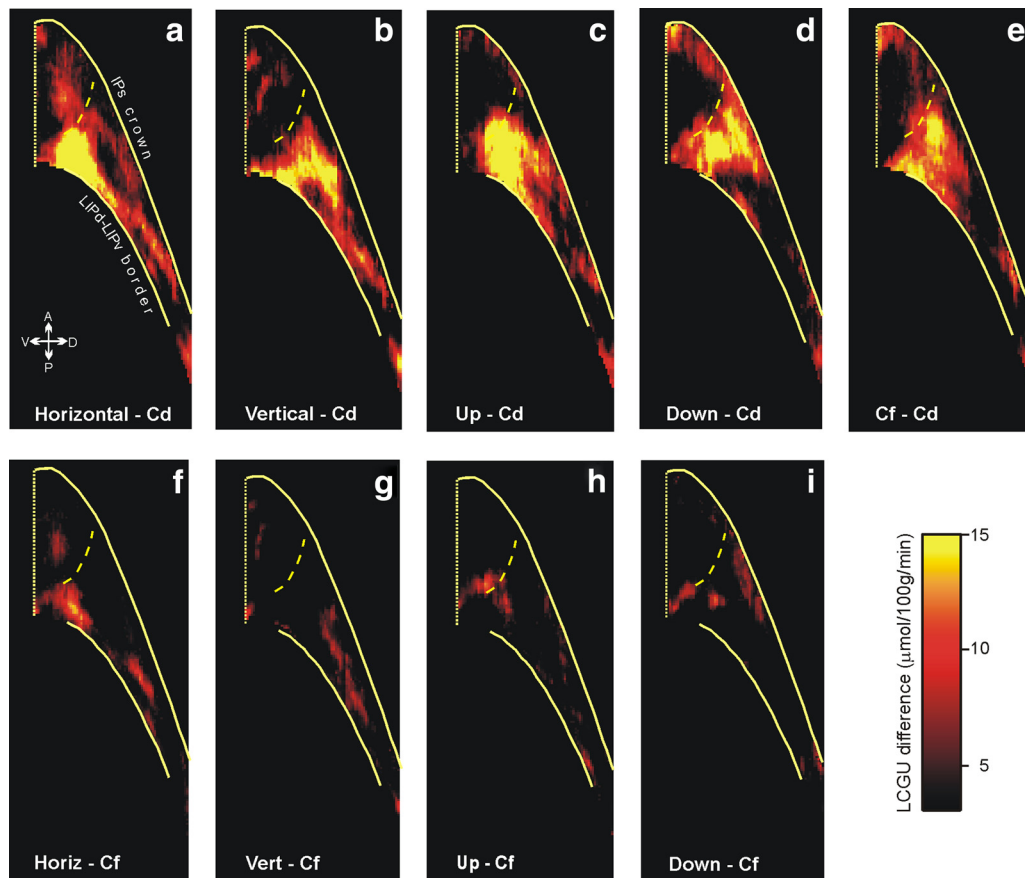 a
b
c
d
e
IPs crown
LIPd-LIPv border
A
V
D
P
Horizontal - Cd
Vertical - Cd
Up - Cd
Down - Cd
Cf - Cd
f
g
h
i
15
10
5
LCGU difference (μmol/100g/min)
Horiz - Cf
Vert - Cf
Up - Cf
Down - Cf